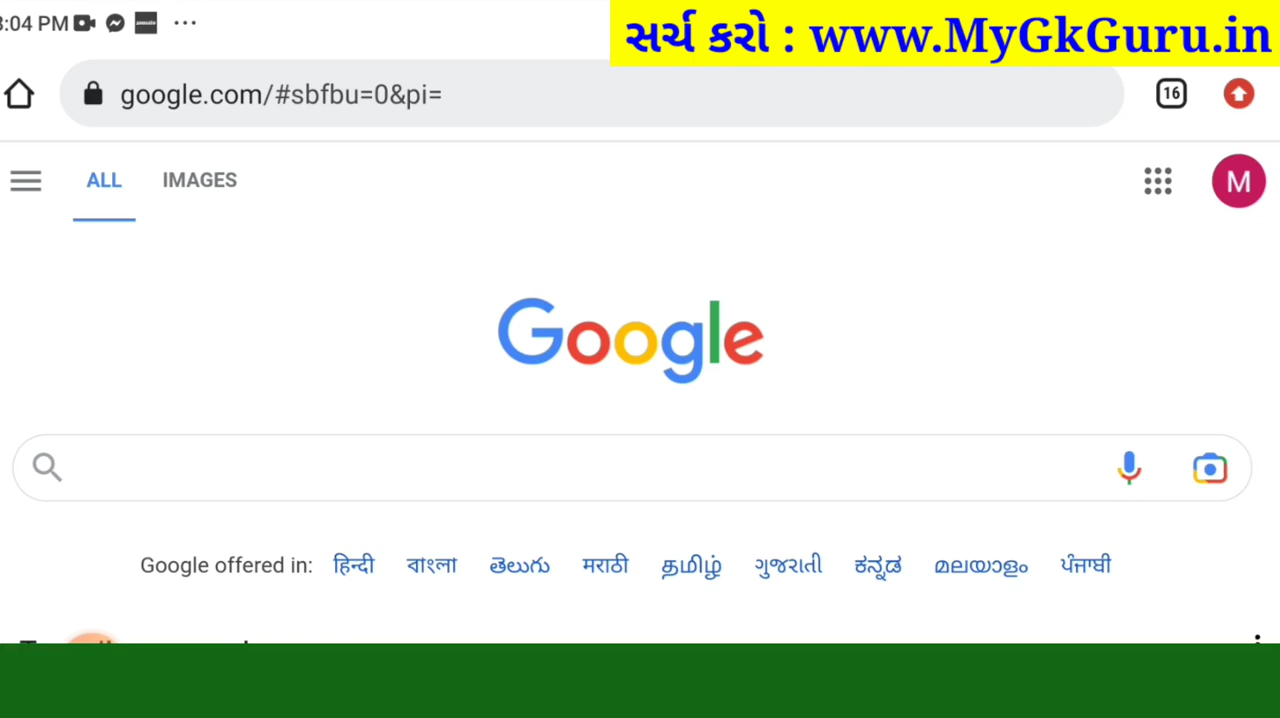 :04 PM
સર્ચ કરો : www.MyGkGuru.in
google.com/#sbfbu=0&pi=
16
ALL IMAGES
M
Google
Google offered in: हिन्दी বাংলা తెలుగు मराठी தமிழ் ગુજરાતી ಕನ್ನಡ മലയാളം ਪੰਜਾਬੀ